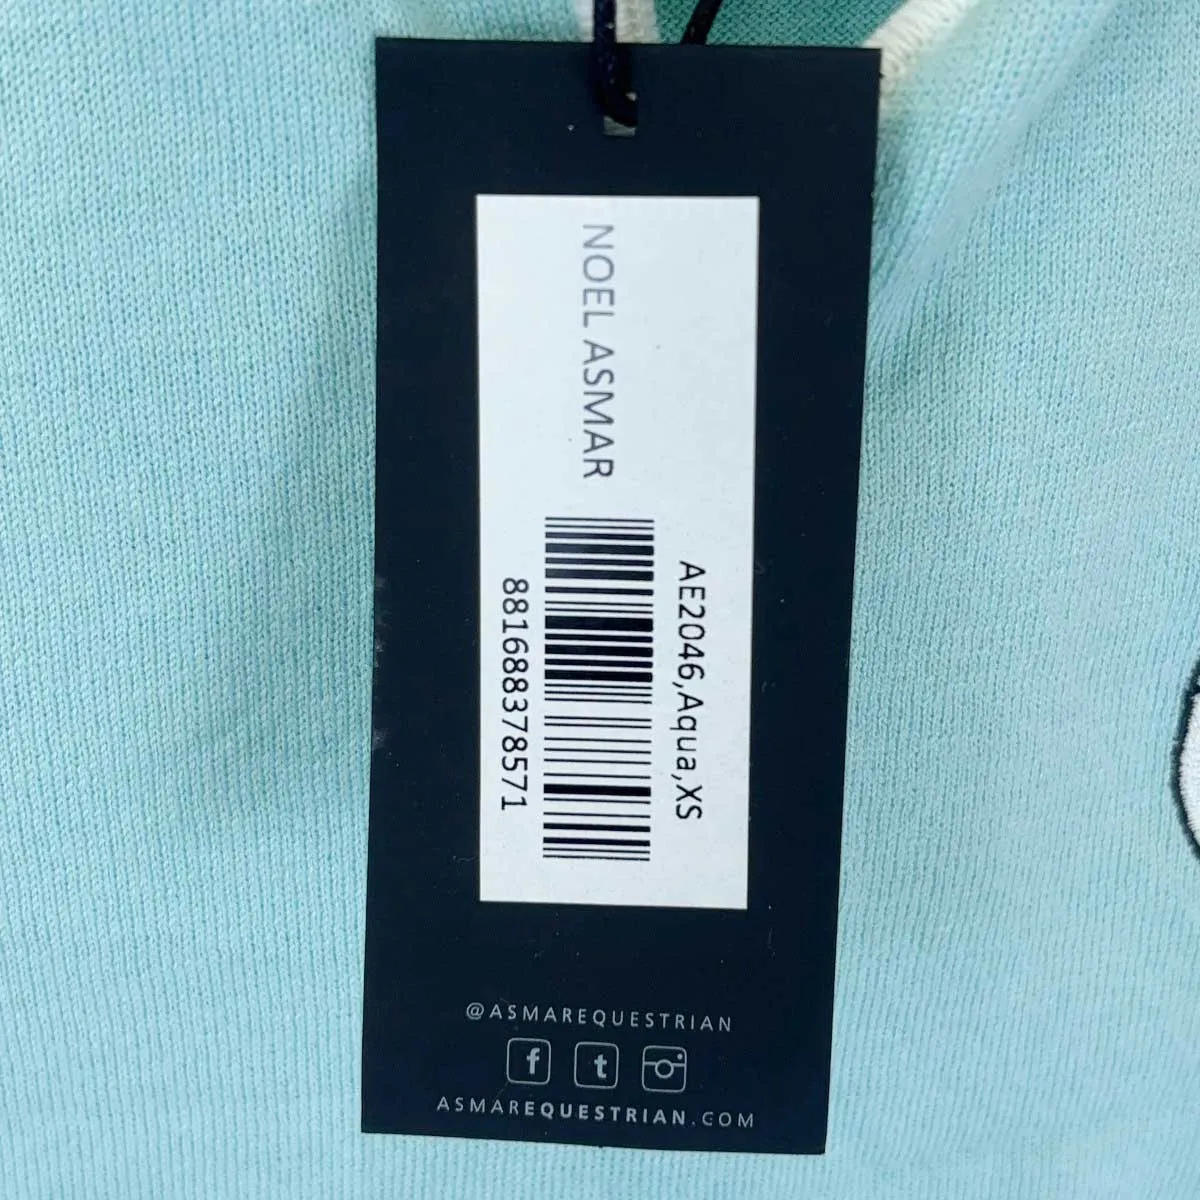 NOEL ASMAR
AE2046,Aqua,XS
881688378571
@ASMAREQUESTRIAN
f t
ASMAREQUESTRIAN.COM